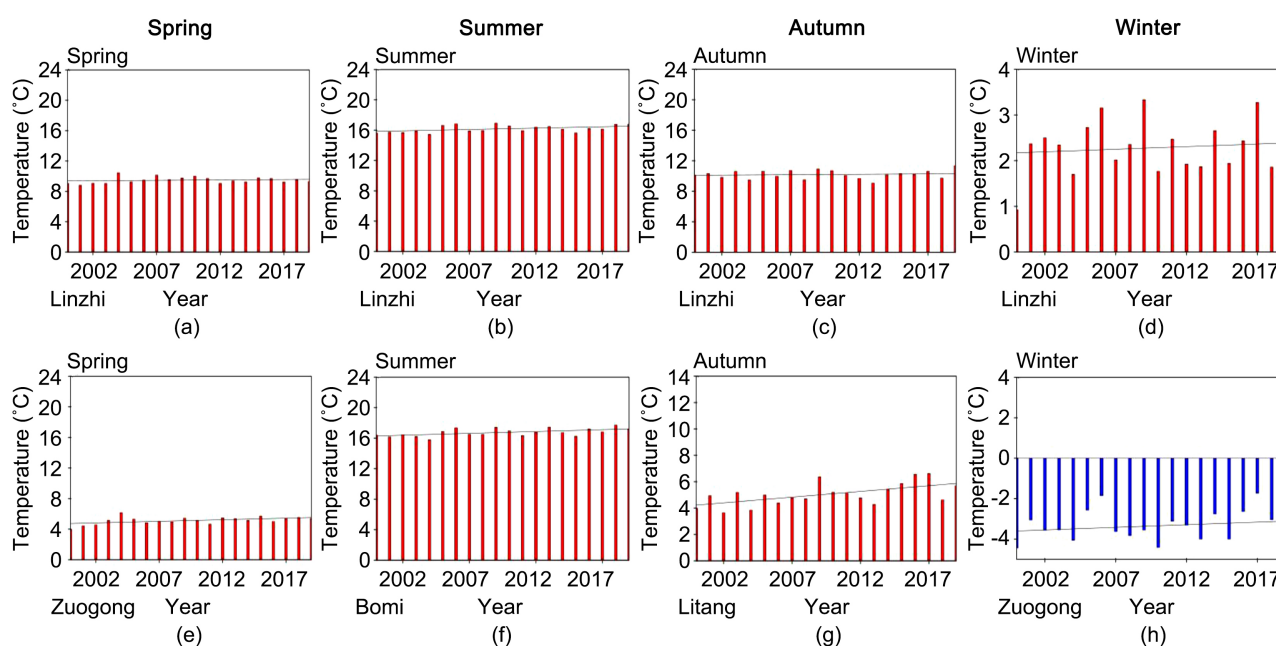 Spring Summer Autumn Winter
Spring
Temperature (˚C)
24
20
16
12
8
4
0
2002 2007 2012 2017
Linzhi Year
(a)
Summer
Temperature (˚C)
24
20
16
12
8
4
0
2002 2007 2012 2017
Linzhi Year
(b)
Autumn
Temperature (˚C)
24
20
16
12
8
4
0
2002 2007 2012 2017
Linzhi Year
(c)
Winter
Temperature (˚C)
4
3
2
1
0
2002 2007 2012 2017
Linzhi Year
(d)
Spring
Temperature (˚C)
24
20
16
12
8
4
0
2002 2007 2012 2017
Zuogong Year
(e)
Summer
Temperature (˚C)
24
20
16
12
8
4
0
2002 2007 2012 2017
Bomi Year
(f)
Autumn
Temperature (˚C)
14
12
10
8
6
4
2
0
2002 2007 2012 2017
Litang Year
(g)
Winter
Temperature (˚C)
4
2
0
-2
-4
2002 2007 2012 2017
Zuogong Year
(h)